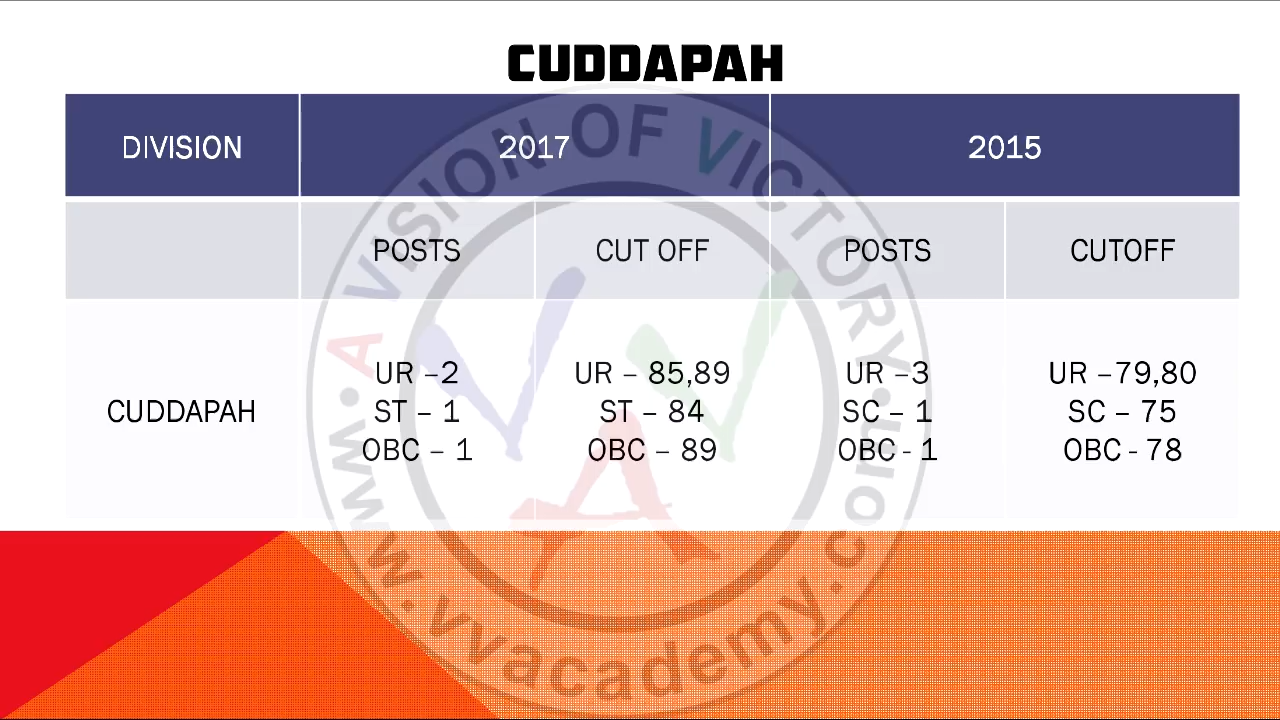 CUDDAPAH
DIVISION 2017 2015
POSTS CUT OFF POSTS CUTOFF
CUDDAPAH
UR –2
ST – 1
OBC – 1
UR – 85,89
ST – 84
OBC – 89
UR –3
SC – 1
OBC - 1
UR –79,80
SC – 75
OBC - 78
A VISION OF VICTORY
www.vvacademy.co.in